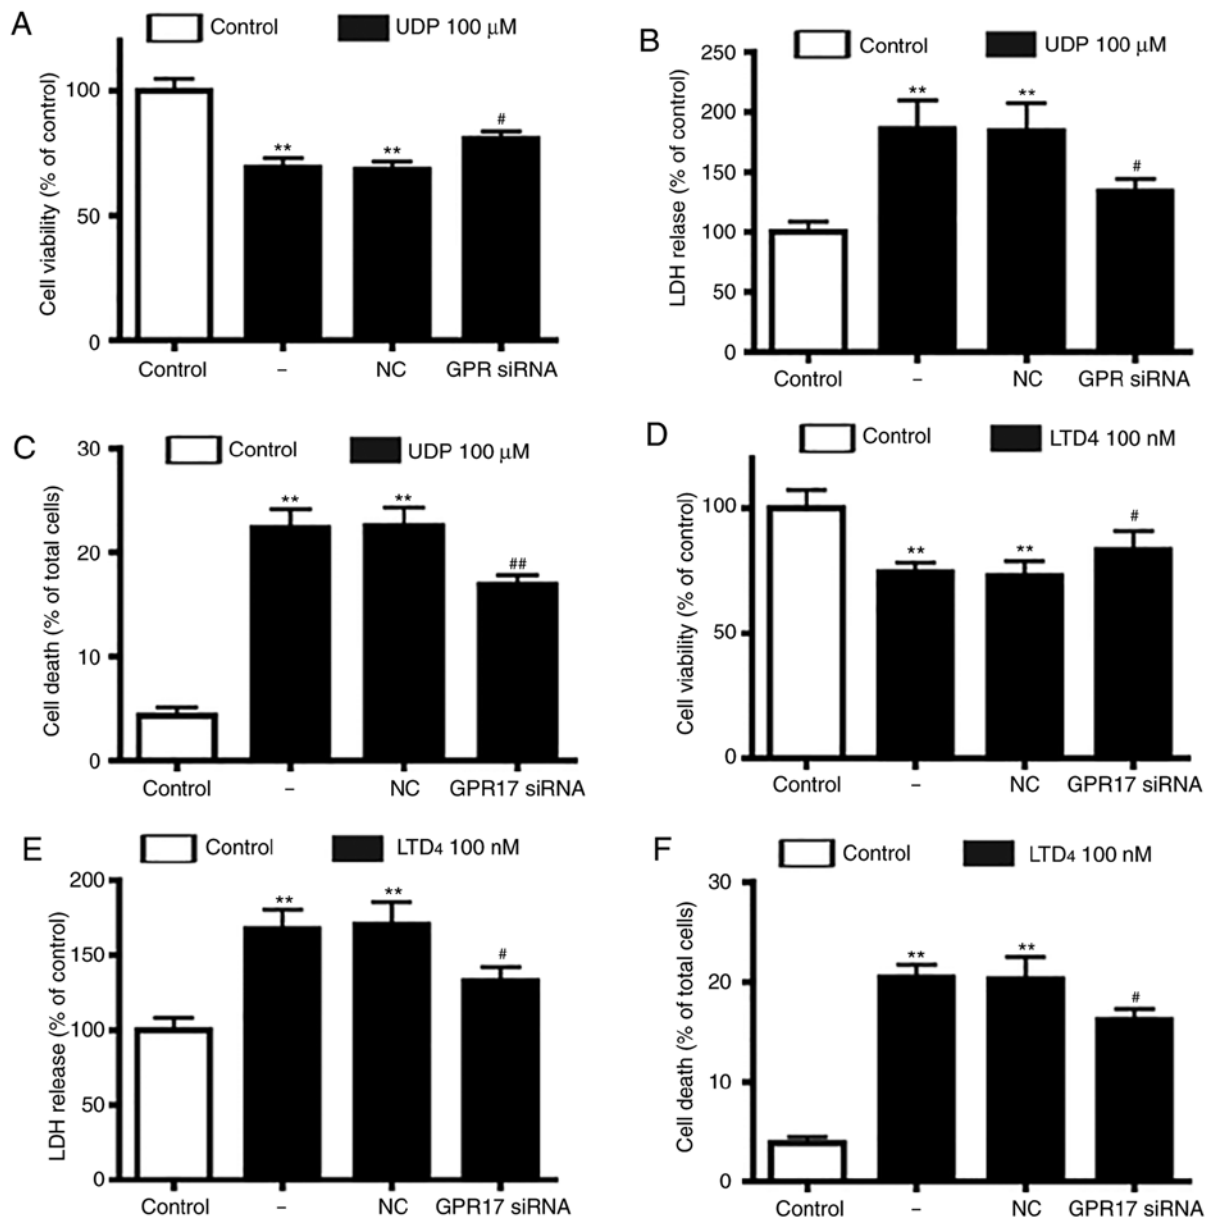 A
Control UDP 100 μM
Cell viability (% of control)
100
50
0
** ** #
Control – NC GPR siRNA
B
Control UDP 100 μM
LDH relase (% of control)
250
200
150
100
50
0
** ** #
Control – NC GPR siRNA
C
Control UDP 100 μM
Cell death (% of total cells)
30
20
10
0
** ** ##
Control – NC GPR17 siRNA
D
Control LTD4 100 nM
Cell viability (% of control)
100
50
0
** ** #
Control – NC GPR17 siRNA
E
Control LTD4 100 nM
LDH release (% of control)
200
150
100
50
0
** ** #
Control – NC GPR17 siRNA
F
Control LTD4 100 nM
Cell death (% of total cells)
30
20
10
0
** ** #
Control – NC GPR17 siRNA